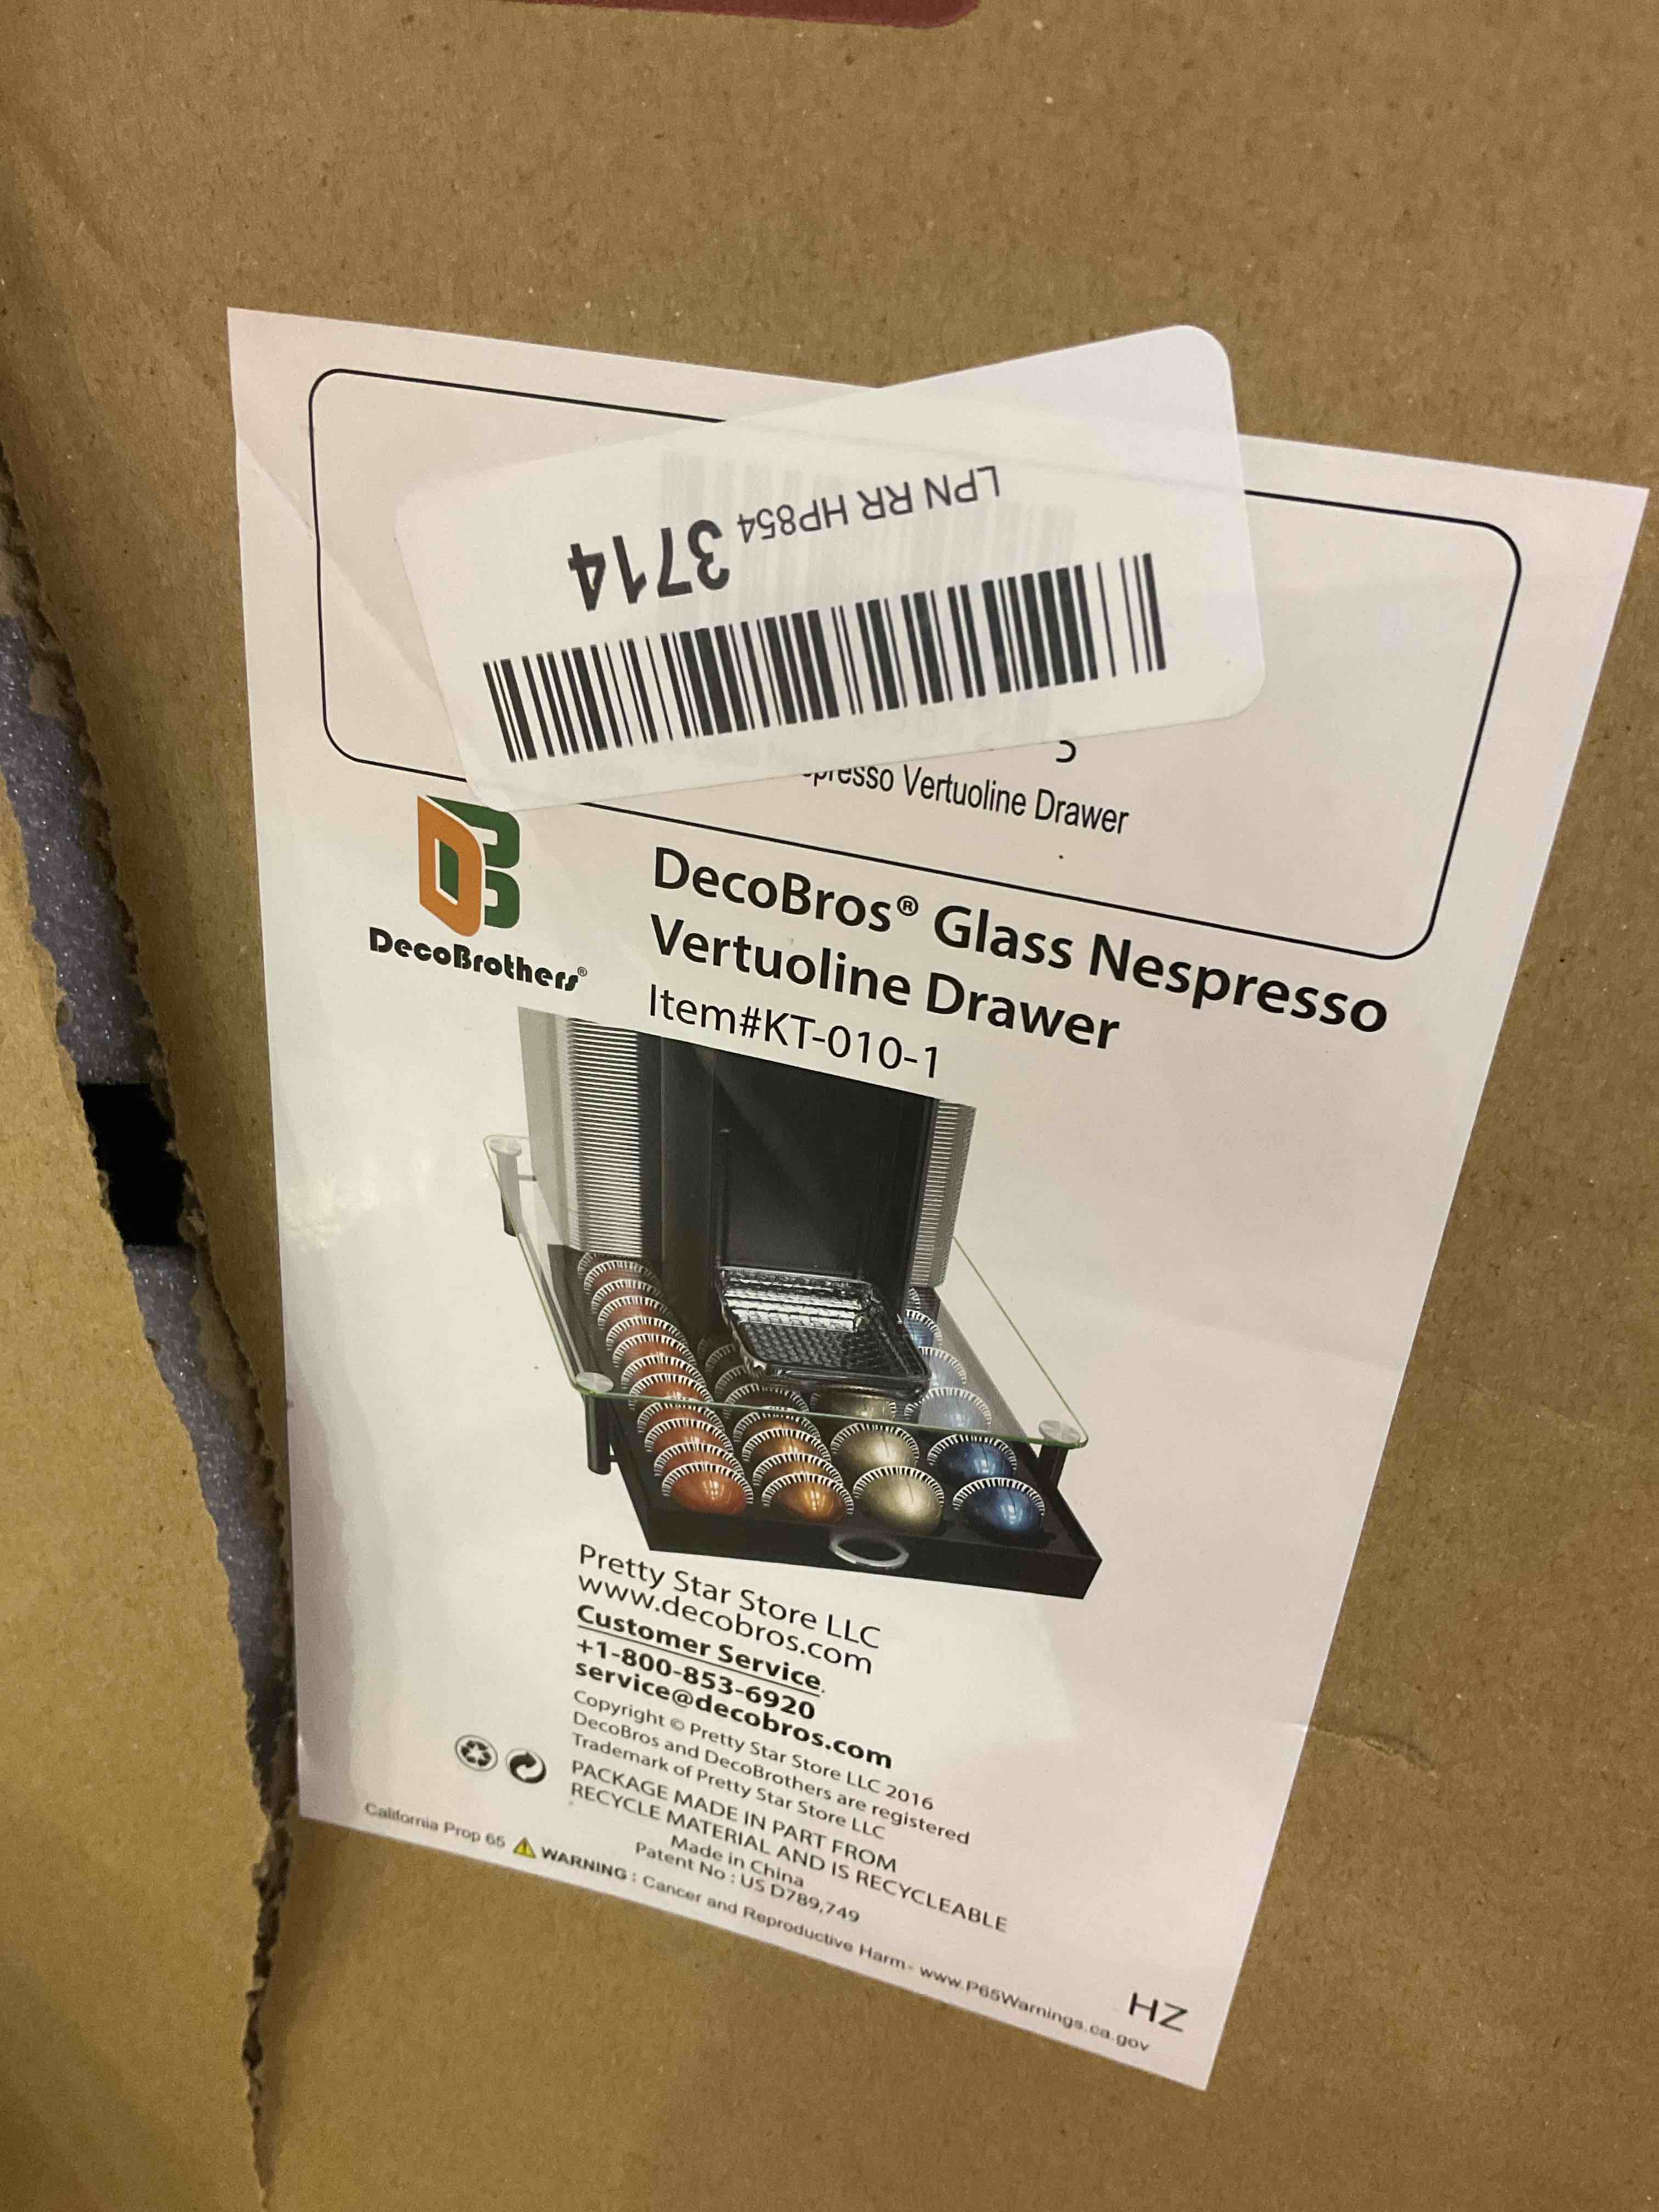 LPN RR HP854 3714
Vertuoline Drawer
DecoBrothers®
DecoBros® Glass Nespresso
Vertuoline Drawer
Item#KT-010-1
Pretty Star Store LLC
www.decobros.com
Customer Service.
+1-800-853-6920
service@decobros.com
Copyright © Pretty Star Store LLC 2016
DecoBros and DecoBrothers are registered
Trademark of Pretty Star Store LLC
PACKAGE MADE IN PART FROM
RECYCLE MATERIAL AND IS RECYCLEABLE
Made in China
Patent No : US D789,749
California Prop 65 ⚠ WARNING : Cancer and Reproductive Harm- www.P65Warnings.ca.gov
HZ